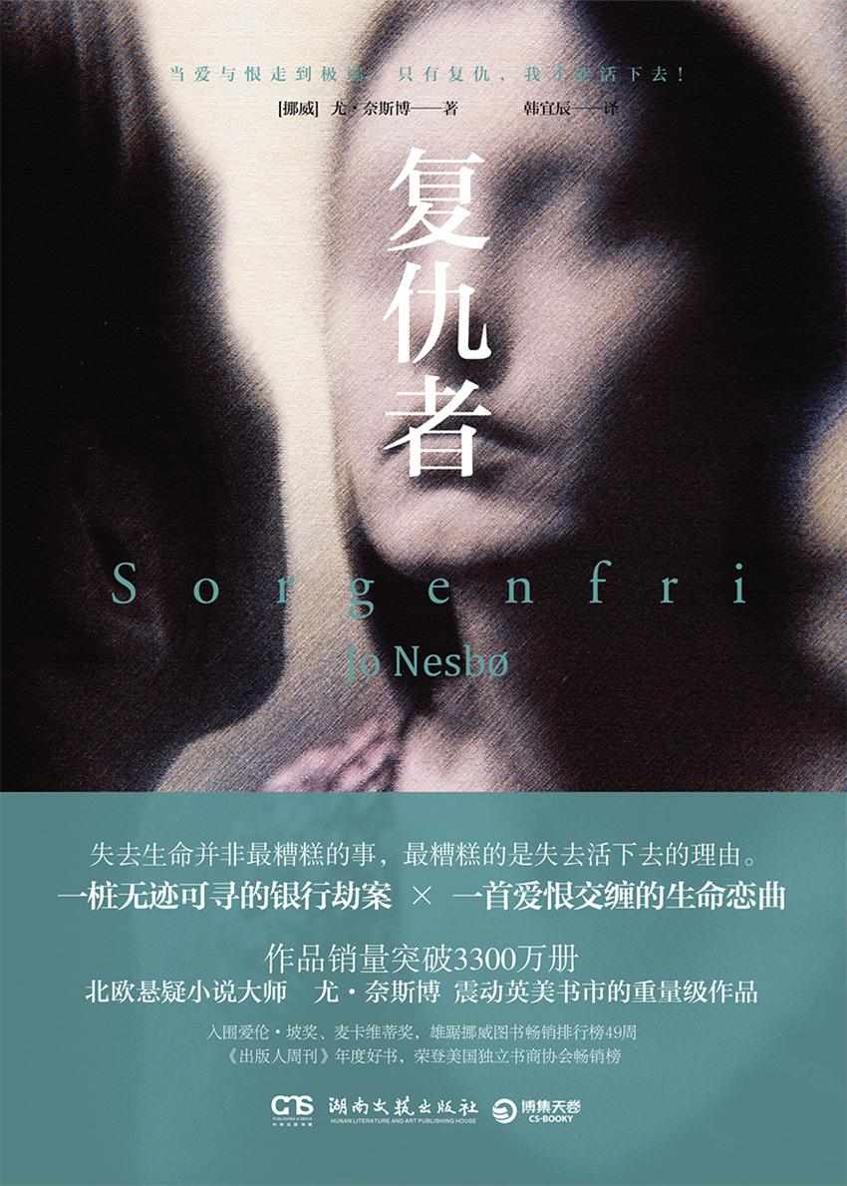 当爱与恨走到极端，只有复仇，我才能活下去！
[挪威] 尤·奈斯博——著 韩宜辰——译
复仇者
Sorgenfri
Jo Nesbø
失去生命并非最糟糕的事，最糟糕的是失去活下去的理由。
一桩无迹可寻的银行劫案 × 一首爱恨交缠的生命恋曲
作品销量突破3300万册
北欧悬疑小说大师 尤·奈斯博 震动英美书市的重量级作品
入围爱伦·坡奖、麦卡维蒂奖，雄踞挪威图书畅销排行榜49周
《出版人周刊》年度好书，荣登美国独立书商协会畅销榜
CNS 湖南文艺出版社 博集天卷
HUNAN LITERATURE AND ART PUBLISHING HOUSE CS-BOOKY